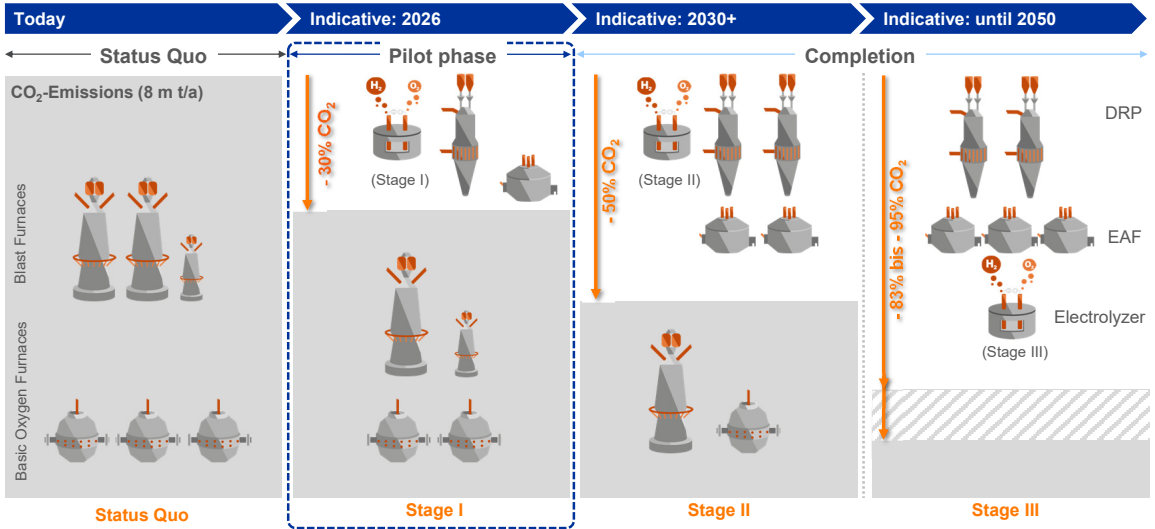 Today
Indicative: 2026
Indicative: 2030+
Indicative: until 2050
Status Quo
Pilot phase
Completion
CO₂-Emissions (8 m t/a)
Blast Furnaces
Basic Oxygen Furnaces
- 30% CO₂
H₂
O₂
(Stage I)
- 50% CO₂
H₂
O₂
(Stage II)
- 83% bis - 95% CO₂
DRP
EAF
H₂
O₂
Electrolyzer
(Stage III)
Status Quo
Stage I
Stage II
Stage III